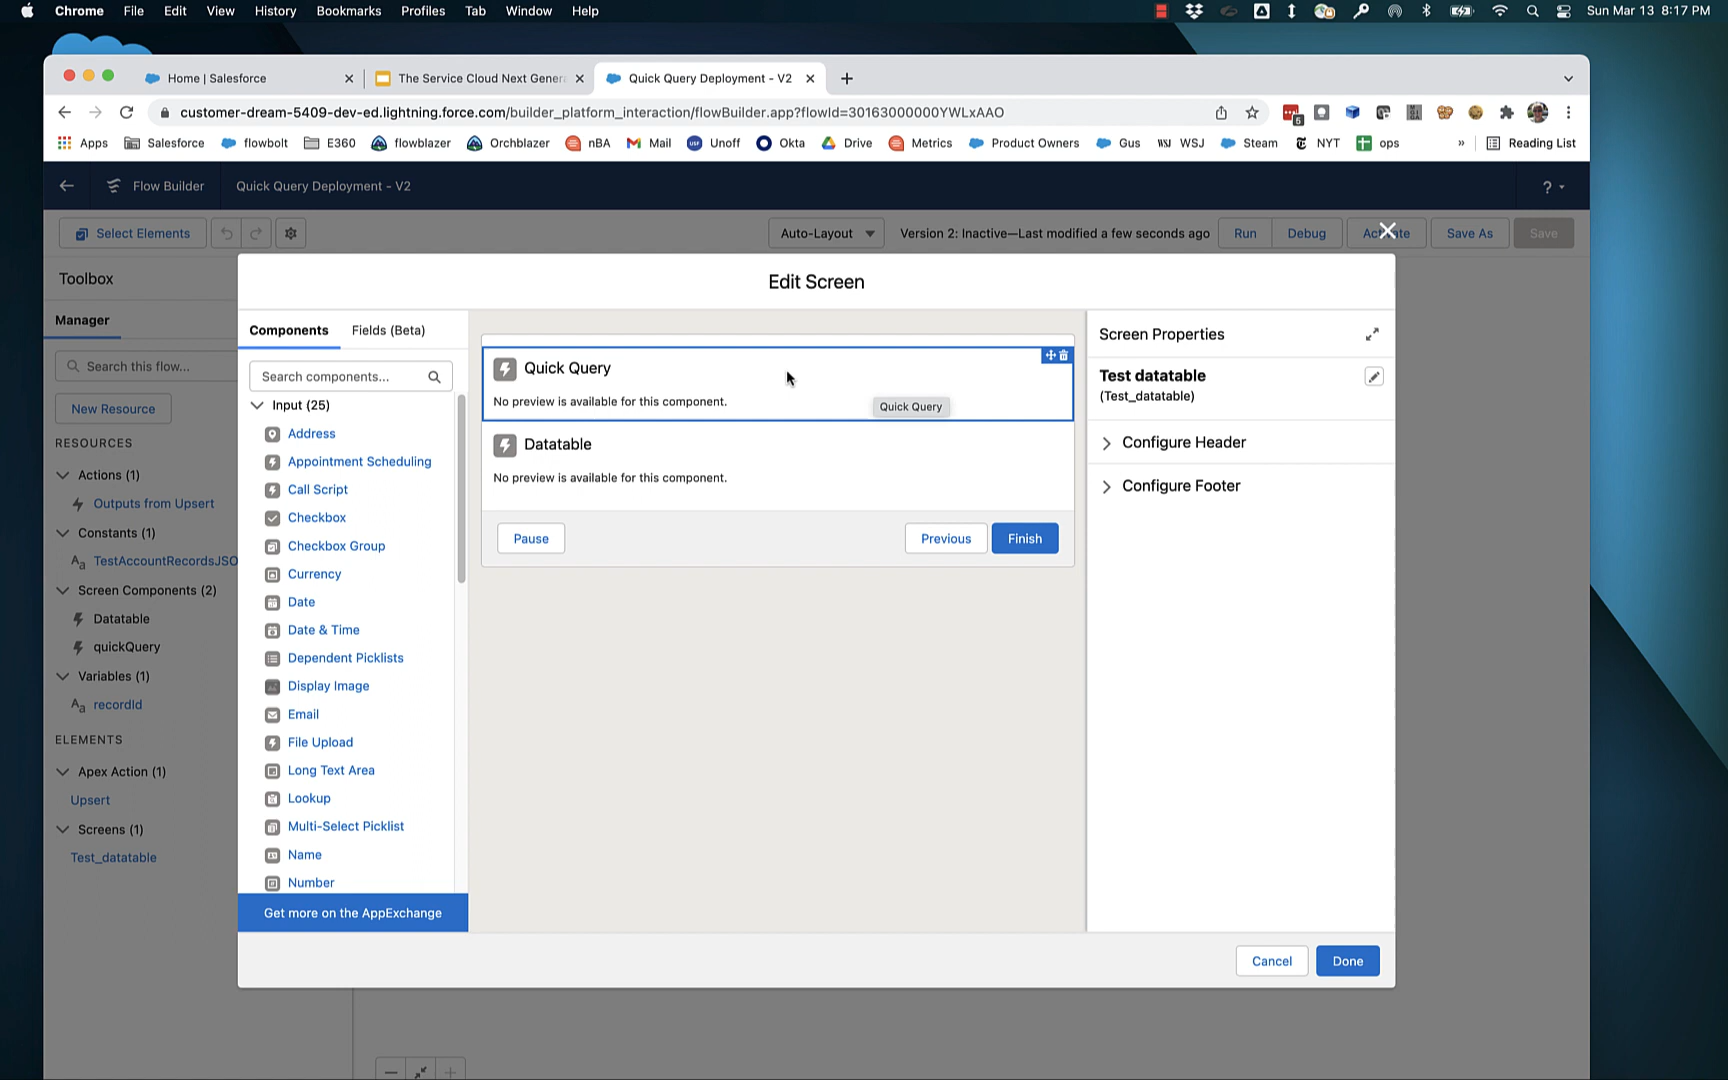 Chrome File Edit View History Bookmarks Profiles Tab Window Help
Sun Mar 13 8:17 PM
Home | Salesforce
The Service Cloud Next Gener
Quick Query Deployment - V2
customer-dream-5409-dev-ed.lightning.force.com/builder_platform_interaction/flowBuilder.app?flowId=30163000000YWLxAAO
5
Apps Salesforce flowbolt E360 flowblazer Orchblazer nBA Mail Unoff Okta Drive Metrics Product Owners Gus WSJ WSJ Steam NYT ops » Reading List
Flow Builder Quick Query Deployment - V2
? 
Select Elements
Auto-Layout
Version 2: Inactive—Last modified a few seconds ago
Run
Debug
Save As
Save
Toolbox
Manager
Search this flow...
New Resource
RESOURCES
Actions (1)
Outputs from Upsert
Constants (1)
TestAccountRecordsJSO
Screen Components (2)
Datatable
quickQuery
Variables (1)
recordId
ELEMENTS
Apex Action (1)
Upsert
Screens (1)
Test_datatable
Edit Screen
Components Fields (Beta)
Search components...
Input (25)
Address
Appointment Scheduling
Call Script
Checkbox
Checkbox Group
Currency
Date
Date & Time
Dependent Picklists
Display Image
Email
File Upload
Long Text Area
Lookup
Multi-Select Picklist
Name
Number
Get more on the AppExchange
Quick Query
No preview is available for this component.
Quick Query
Datatable
No preview is available for this component.
Pause
Previous
Finish
Screen Properties
Test datatable
(Test_datatable)
Configure Header
Configure Footer
Cancel
Done